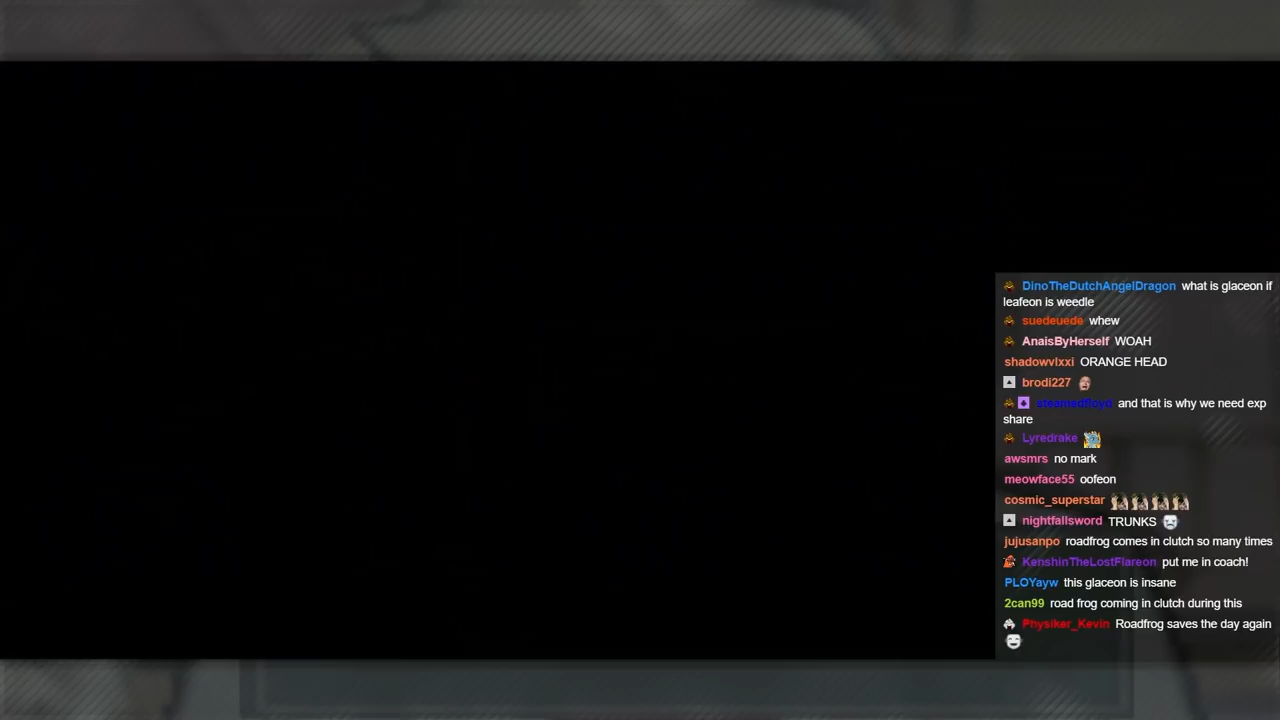 DinoTheDutchAngelDragon what is glaceon if
leafeon is weedle
suedeuede whew
AnaisByHerself WOAH
shadowvlxxi ORANGE HEAD
brodi227
steamedfloyd and that is why we need exp
share
Lyredrake
awsmrs no mark
meowface55 oofeon
cosmic_superstar
nightfallsword TRUNKS
jujusanpo roadfrog comes in clutch so many times
KenshinTheLostFlareon put me in coach!
PLOYayw this glaceon is insane
2can99 road frog coming in clutch during this
Physiker_Kevin Roadfrog saves the day again